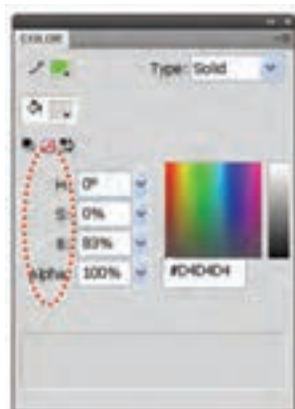 COLOR
Type: Solid
H: 0°
S: 0%
B: 83%
Alpha: 100% #D4D4D4